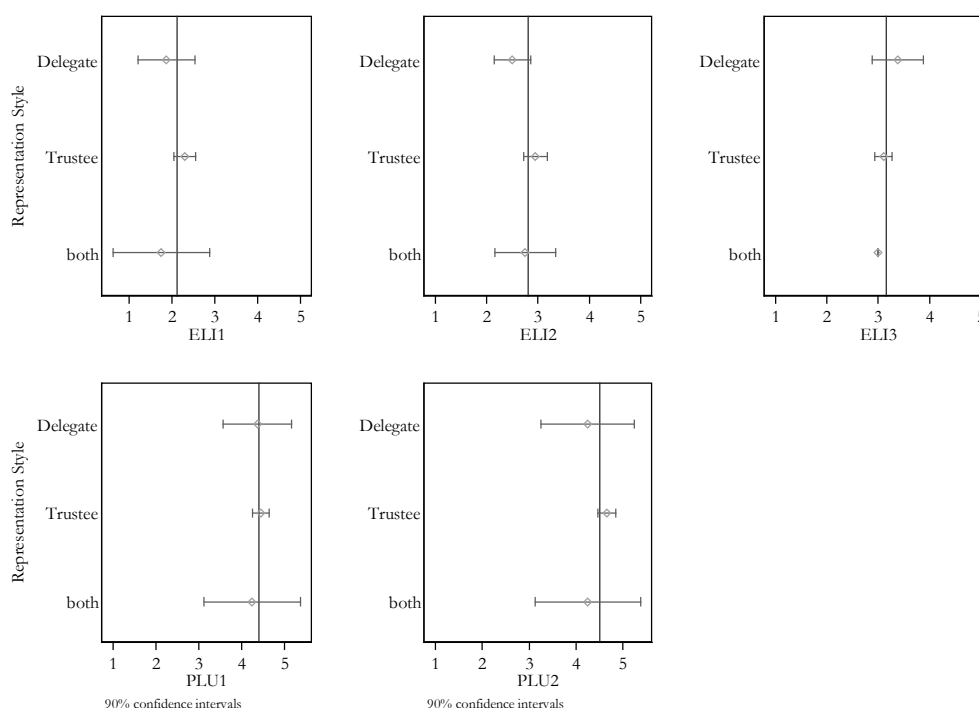 Representation Style
Delegate
Trustee
both
1 2 3 4 5
ELI1
Delegate
Trustee
both
1 2 3 4 5
ELI2
Delegate
Trustee
both
1 2 3 4 5
ELI3
Representation Style
Delegate
Trustee
both
1 2 3 4 5
PLU1
90% confidence intervals
Delegate
Trustee
both
1 2 3 4 5
PLU2
90% confidence intervals